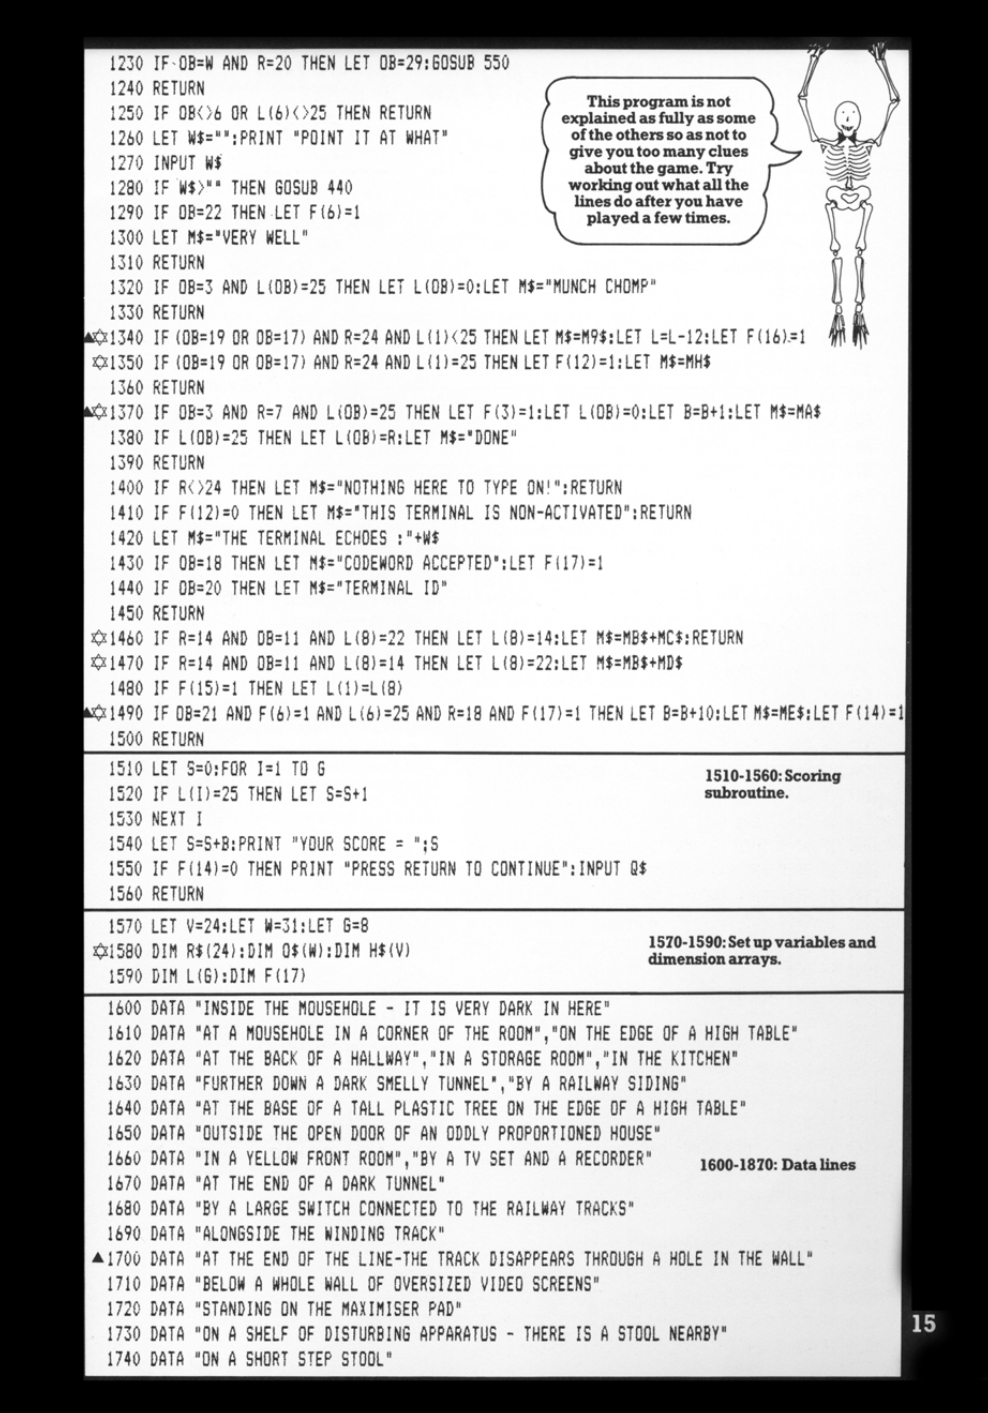 1230 IF OB=W AND R=20 THEN LET OB=29:GOSUB 550
1240 RETURN
1250 IF OB<>6 OR L(6)<>25 THEN RETURN
1260 LET W$="":PRINT "POINT IT AT WHAT"
1270 INPUT W$
1280 IF W$>"" THEN GOSUB 440
1290 IF OB=22 THEN LET F(6)=1
1300 LET M$="VERY WELL"
1310 RETURN
1320 IF OB=3 AND L(OB)=25 THEN LET L(OB)=0:LET M$="MUNCH CHOMP"
1330 RETURN
▲✡1340 IF (OB=19 OR OB=17) AND R=24 AND L(1)<25 THEN LET M$=M9$:LET L=L-12:LET F(16)=1
✡1350 IF (OB=19 OR OB=17) AND R=24 AND L(1)=25 THEN LET F(12)=1:LET M$=MH$
1360 RETURN
▲✡1370 IF OB=3 AND R=7 AND L(OB)=25 THEN LET F(3)=1:LET L(OB)=0:LET B=B+1:LET M$=MA$
1380 IF L(OB)=25 THEN LET L(OB)=R:LET M$="DONE"
1390 RETURN
1400 IF R<>24 THEN LET M$="NOTHING HERE TO TYPE ON!":RETURN
1410 IF F(12)=0 THEN LET M$="THIS TERMINAL IS NON-ACTIVATED":RETURN
1420 LET M$="THE TERMINAL ECHOES :"+W$
1430 IF OB=18 THEN LET M$="CODEWORD ACCEPTED":LET F(17)=1
1440 IF OB=20 THEN LET M$="TERMINAL ID"
1450 RETURN
✡1460 IF R=14 AND OB=11 AND L(8)=22 THEN LET L(8)=14:LET M$=MB$+MC$:RETURN
✡1470 IF R=14 AND OB=11 AND L(8)=14 THEN LET L(8)=22:LET M$=MB$+MD$
1480 IF F(15)=1 THEN LET L(1)=L(8)
▲✡1490 IF OB=21 AND F(6)=1 AND L(6)=25 AND R=18 AND F(17)=1 THEN LET B=B+10:LET M$=ME$:LET F(14)=1
1500 RETURN
This program is not
explained as fully as some
of the others so as not to
give you too many clues
about the game. Try
working out what all the
lines do after you have
played a few times.
1510 LET S=0:FOR I=1 TO G
1520 IF L(I)=25 THEN LET S=S+1
1530 NEXT I
1540 LET S=S+B:PRINT "YOUR SCORE = ";S
1550 IF F(14)=0 THEN PRINT "PRESS RETURN TO CONTINUE":INPUT Q$
1560 RETURN
1510-1560: Scoring
subroutine.
1570 LET V=24:LET W=31:LET G=8
✡1580 DIM R$(24):DIM O$(W):DIM H$(V)
1590 DIM L(G):DIM F(17)
1570-1590: Set up variables and
dimension arrays.
1600 DATA "INSIDE THE MOUSEHOLE - IT IS VERY DARK IN HERE"
1610 DATA "AT A MOUSEHOLE IN A CORNER OF THE ROOM","ON THE EDGE OF A HIGH TABLE"
1620 DATA "AT THE BACK OF A HALLWAY","IN A STORAGE ROOM","IN THE KITCHEN"
1630 DATA "FURTHER DOWN A DARK SMELLY TUNNEL","BY A RAILWAY SIDING"
1640 DATA "AT THE BASE OF A TALL PLASTIC TREE ON THE EDGE OF A HIGH TABLE"
1650 DATA "OUTSIDE THE OPEN DOOR OF AN ODDLY PROPORTIONED HOUSE"
1660 DATA "IN A YELLOW FRONT ROOM","BY A TV SET AND A RECORDER"
1670 DATA "AT THE END OF A DARK TUNNEL"
1680 DATA "BY A LARGE SWITCH CONNECTED TO THE RAILWAY TRACKS"
1690 DATA "ALONGSIDE THE WINDING TRACK"
▲1700 DATA "AT THE END OF THE LINE-THE TRACK DISAPPEARS THROUGH A HOLE IN THE WALL"
1710 DATA "BELOW A WHOLE WALL OF OVERSIZED VIDEO SCREENS"
1720 DATA "STANDING ON THE MAXIMISER PAD"
1730 DATA "ON A SHELF OF DISTURBING APPARATUS - THERE IS A STOOL NEARBY"
1740 DATA "ON A SHORT STEP STOOL"
1600-1870: Data lines
15